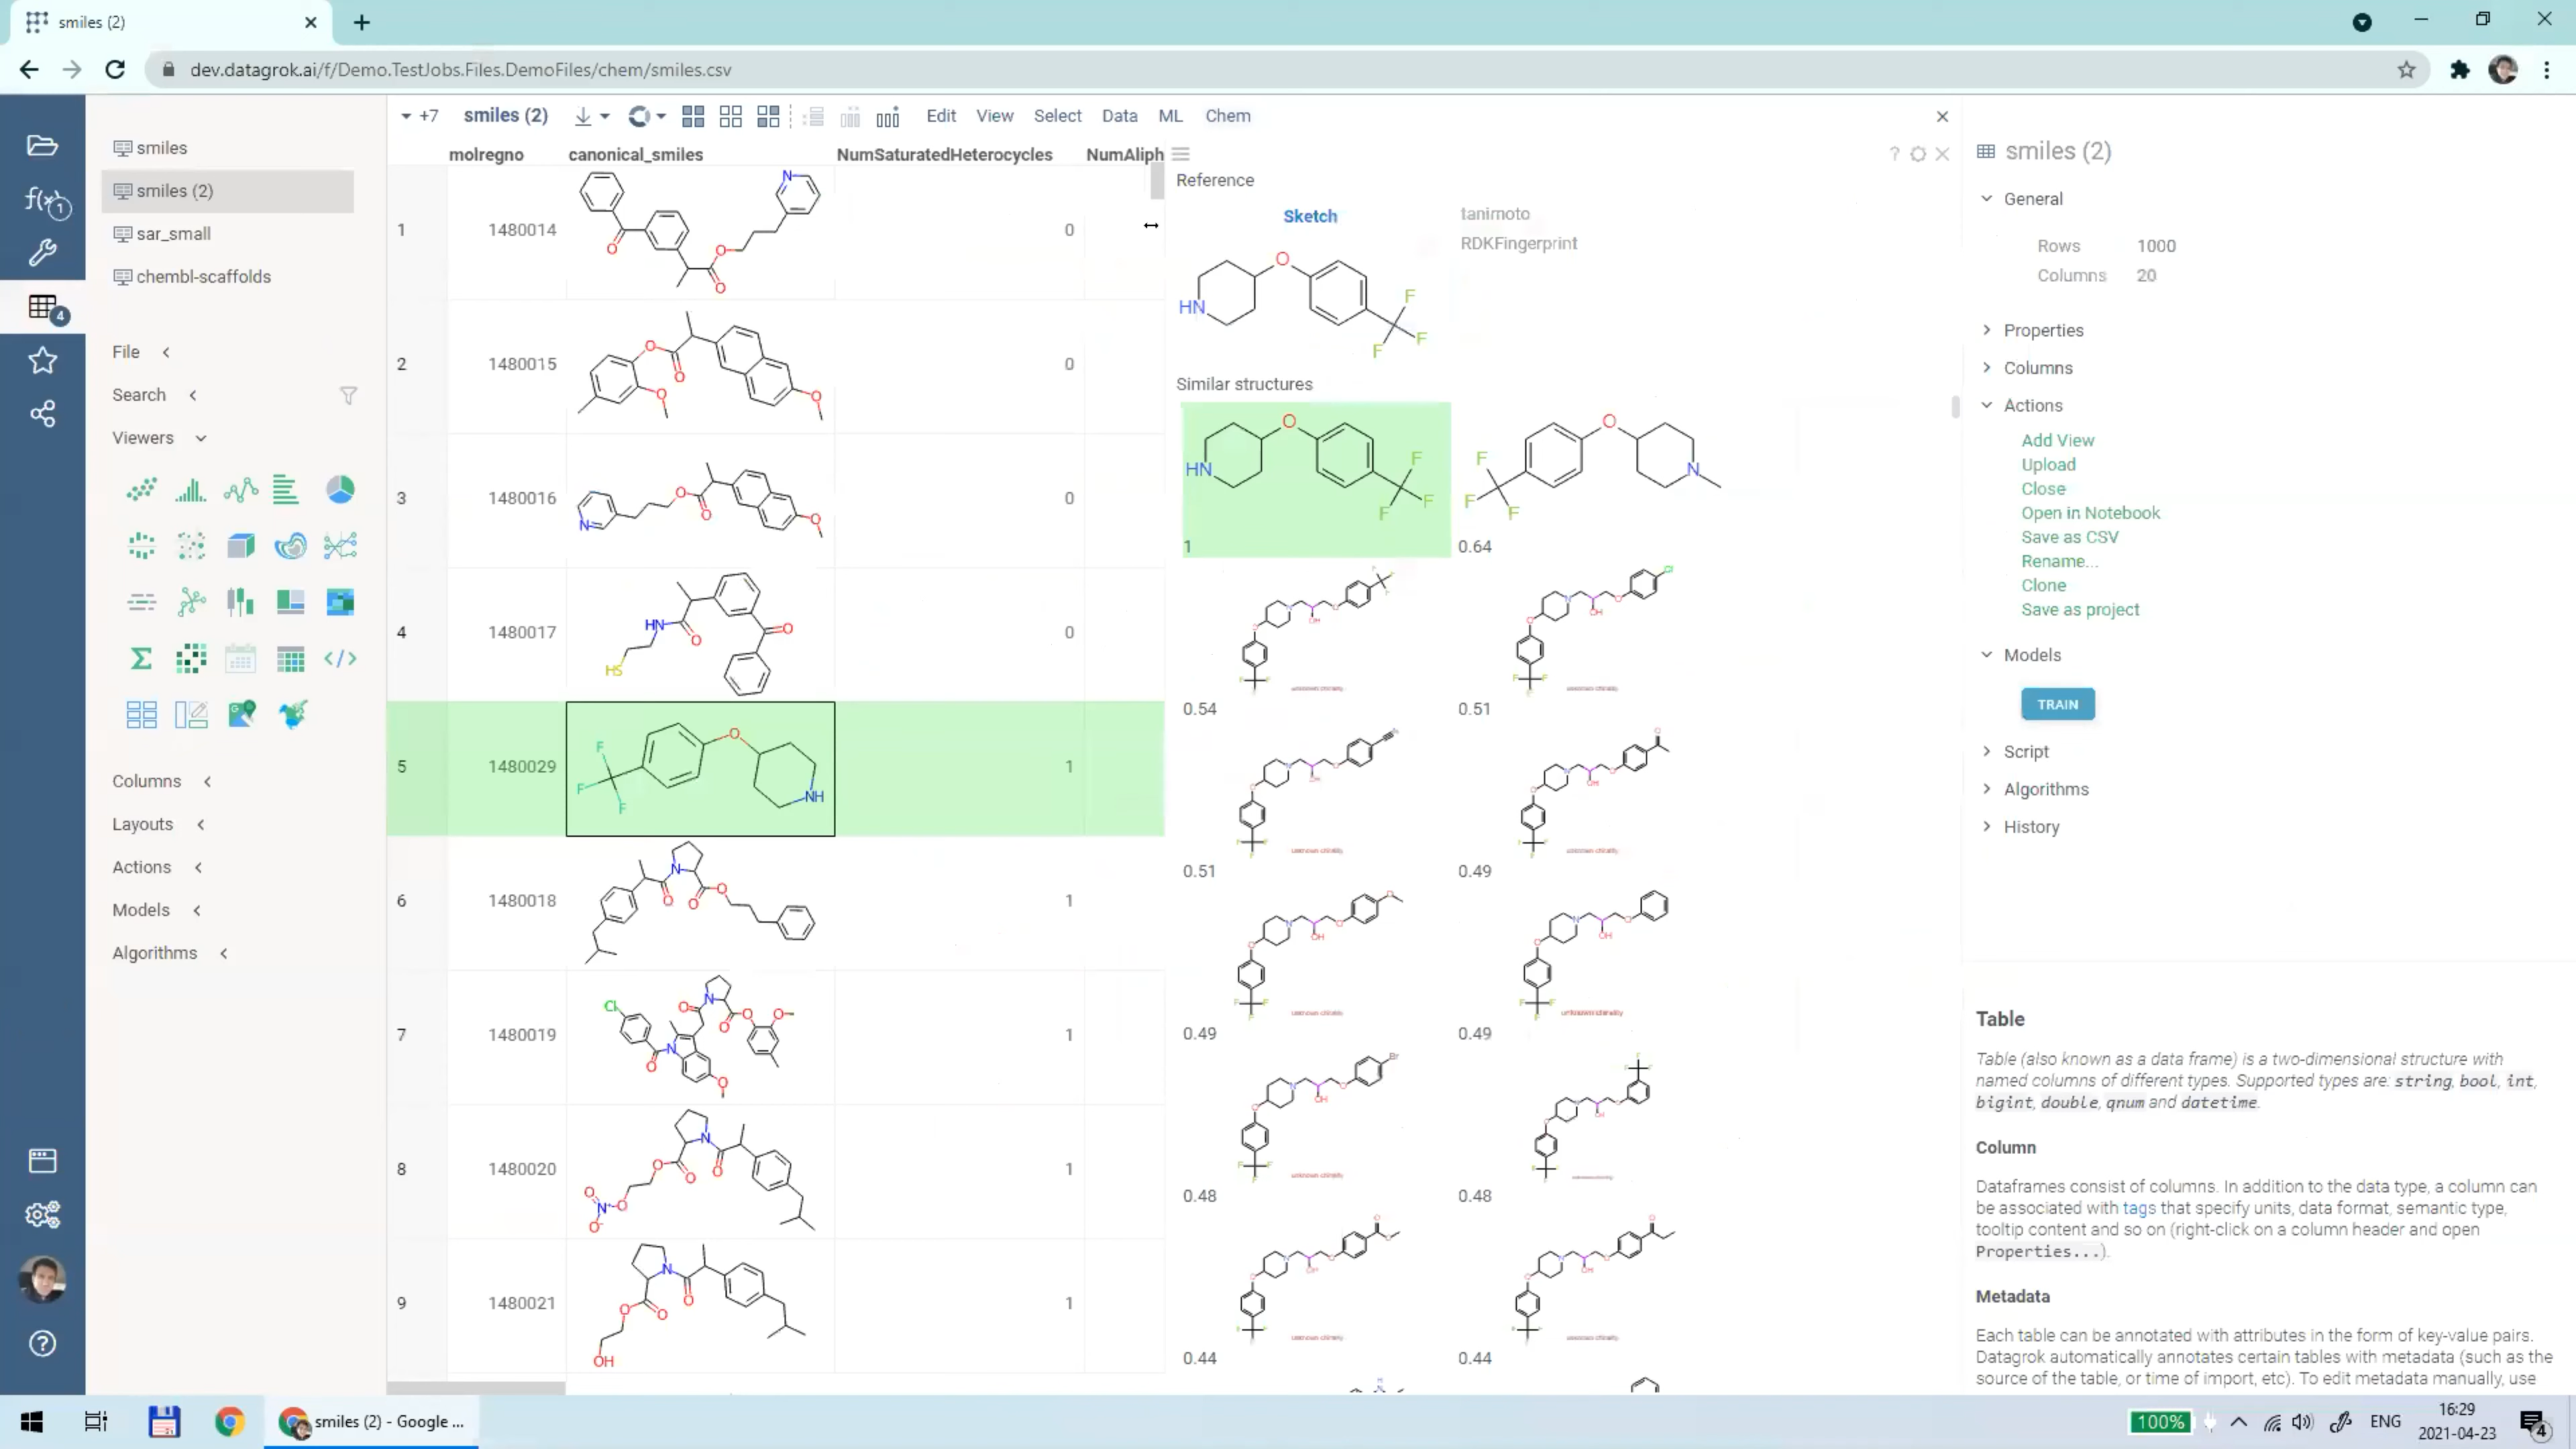 smiles (2)
dev.datagrok.ai/f/Demo.TestJobs.Files.DemoFiles/chem/smiles.csv
+7 smiles (2) Edit View Select Data ML Chem
smiles
smiles (2)
sar_small
chembl-scaffolds
File
Search
Viewers
Columns
Layouts
Actions
Models
Algorithms
f(x) 1
4
molregno canonical_smiles NumSaturatedHeterocycles NumAliph
1 1480014 0
2 1480015 0
3 1480016 0
4 1480017 0
5 1480029 1
6 1480018 1
7 1480019 1
8 1480020 1
9 1480021 1
Reference
Sketch
tanimoto
RDKFingerprint
Similar structures
1 0.64
0.54 0.51
0.51 0.49
0.49 0.49
0.48 0.48
0.44 0.44
unknown chirality
smiles (2)
General
Rows 1000
Columns 20
Properties
Columns
Actions
Add View
Upload
Close
Open in Notebook
Save as CSV
Rename...
Clone
Save as project
Models
TRAIN
Script
Algorithms
History
Table
Table (also known as a data frame) is a two-dimensional structure with
named columns of different types. Supported types are: string, bool, int,
bigint, double, qnum and datetime.
Column
Dataframes consist of columns. In addition to the data type, a column can
be associated with tags that specify units, data format, semantic type,
tooltip content and so on (right-click on a column header and open
Properties...).
Metadata
Each table can be annotated with attributes in the form of key-value pairs.
Datagrok automatically annotates certain tables with metadata (such as the
source of the table, or time of import, etc). To edit metadata manually, use
smiles (2) - Google ...
100% ENG 16:29
2021-04-23
4